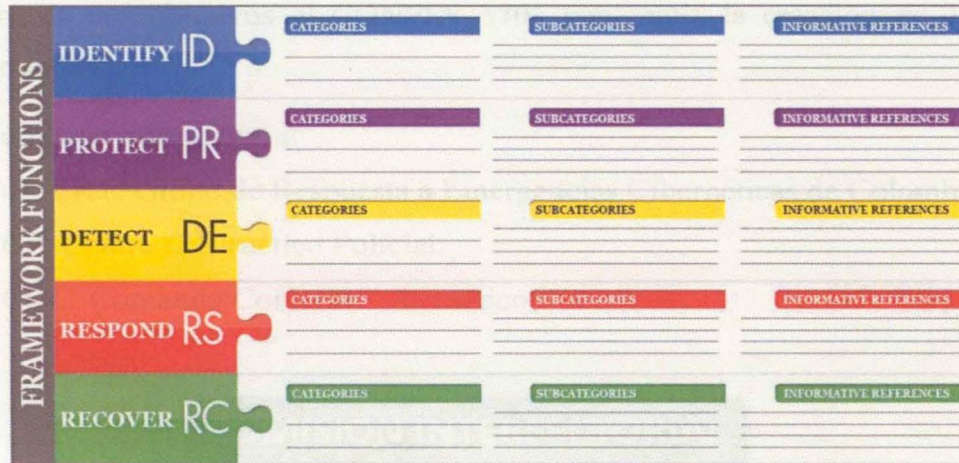 FRAMEWORK FUNCTIONS
IDENTIFY ID
CATEGORIES SUBCATEGORIES INFORMATIVE REFERENCES
PROTECT PR
CATEGORIES SUBCATEGORIES INFORMATIVE REFERENCES
DETECT DE
CATEGORIES SUBCATEGORIES INFORMATIVE REFERENCES
RESPOND RS
CATEGORIES SUBCATEGORIES INFORMATIVE REFERENCES
RECOVER RC
CATEGORIES SUBCATEGORIES INFORMATIVE REFERENCES